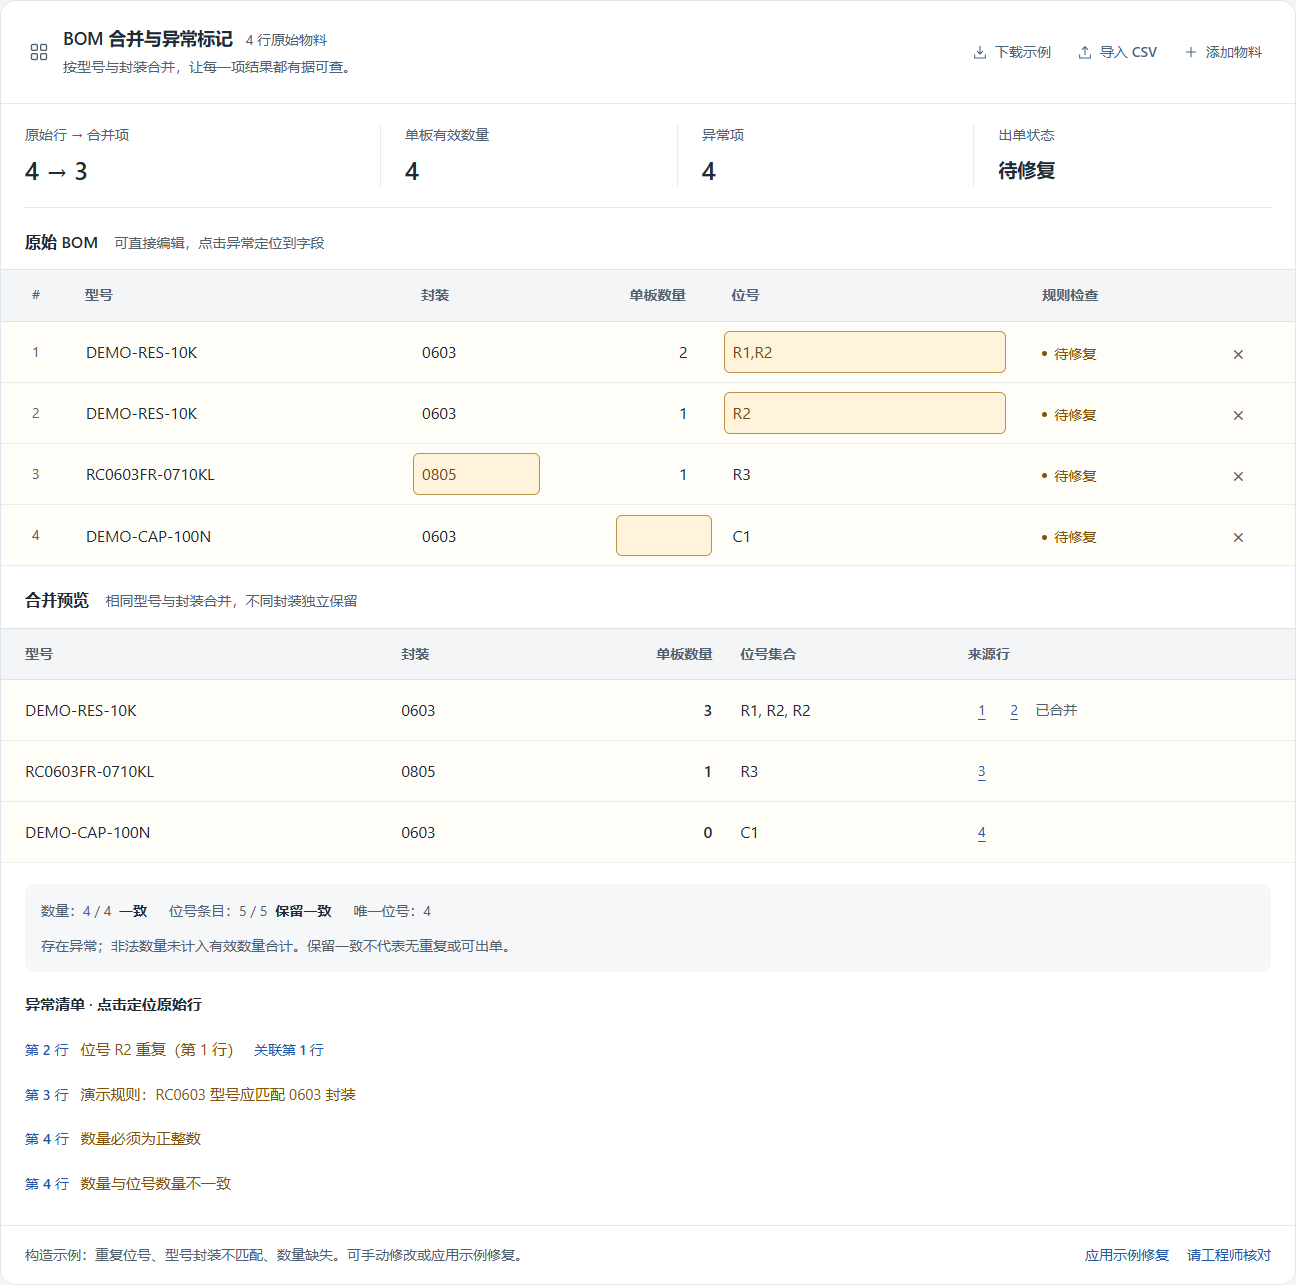 BOM 合并与异常标记 4 行原始物料
按型号与封装合并，让每一项结果都有据可查。
下载示例 导入 CSV 添加物料
原始行 → 合并项 单板有效数量 异常项 出单状态
4 → 3 4 4 待修复
原始 BOM 可直接编辑，点击异常定位到字段
# 型号 封装 单板数量 位号 规则检查
1 DEMO-RES-10K 0603 2 R1,R2 • 待修复 ×
2 DEMO-RES-10K 0603 1 R2 • 待修复 ×
3 RC0603FR-0710KL 0805 1 R3 • 待修复 ×
4 DEMO-CAP-100N 0603 C1 • 待修复 ×
合并预览 相同型号与封装合并，不同封装独立保留
型号 封装 单板数量 位号集合 来源行
DEMO-RES-10K 0603 3 R1, R2, R2 1 2 已合并
RC0603FR-0710KL 0805 1 R3 3
DEMO-CAP-100N 0603 0 C1 4
数量：4 / 4 一致 位号条目：5 / 5 保留一致 唯一位号：4
存在异常；非法数量未计入有效数量合计。保留一致不代表无重复或可出单。
异常清单 · 点击定位原始行
第 2 行 位号 R2 重复（第 1 行） 关联第 1 行
第 3 行 演示规则：RC0603 型号应匹配 0603 封装
第 4 行 数量必须为正整数
第 4 行 数量与位号数量不一致
构造示例：重复位号、型号封装不匹配、数量缺失。可手动修改或应用示例修复。
应用示例修复 请工程师核对